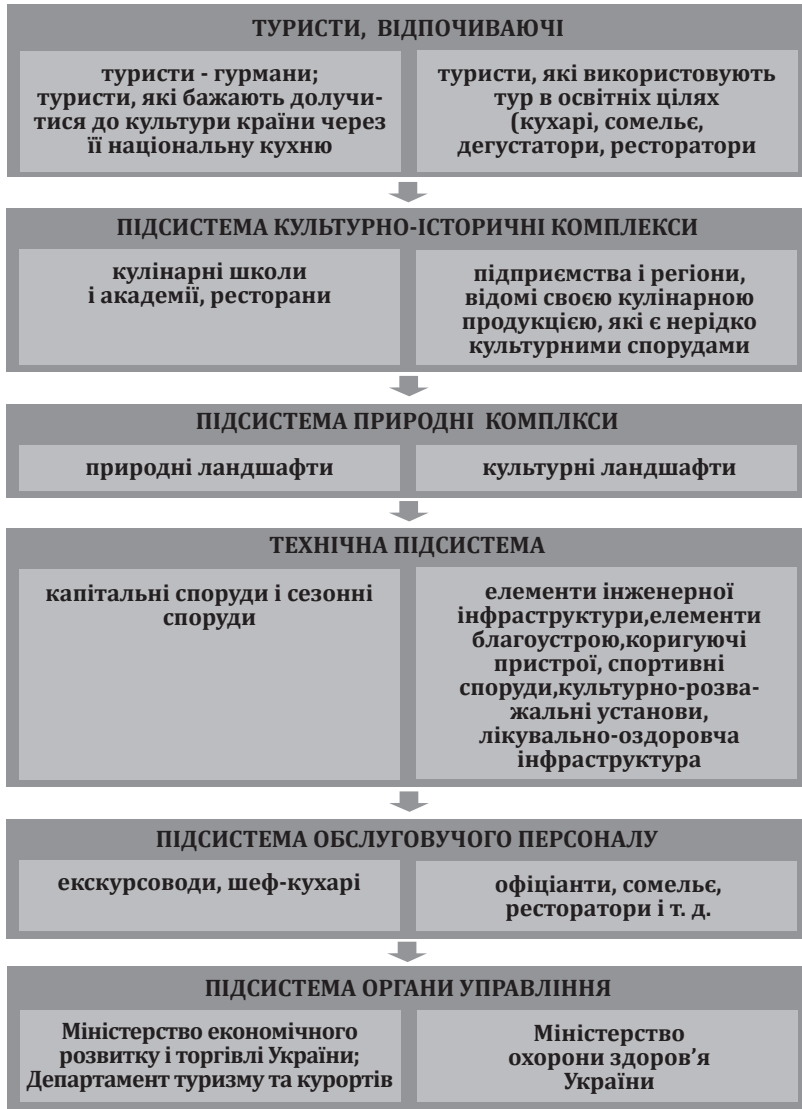 ТУРИСТИ, ВІДПОЧИВАЮЧІ
туристи - гурмани;
туристи, які бажають долучи-
тися до культури країни через
її національну кухню
туристи, які використовують
тур в освітніх цілях
(кухарі, сомельє,
дегустатори, ресторатори
ПІДСИСТЕМА КУЛЬТУРНО-ІСТОРИЧНІ КОМПЛЕКСИ
кулінарні школи
і академії, ресторани
підприємства і регіони,
відомі своєю кулінарною
продукцією, які є нерідко
культурними спорудами
ПІДСИСТЕМА ПРИРОДНІ КОМПЛКСИ
природні ландшафти
культурні ландшафти
ТЕХНІЧНА ПІДСИСТЕМА
капітальні споруди і сезонні
споруди
елементи інженерної
інфраструктури,елементи
благоустрою,коригуючі
пристрої, спортивні
споруди,культурно-розва-
жальні установи,
лікувально-оздоровча
інфраструктура
ПІДСИСТЕМА ОБСЛУГОВУЧОГО ПЕРСОНАЛУ
екскурсоводи, шеф-кухарі
офіціанти, сомельє,
ресторатори і т. д.
ПІДСИСТЕМА ОРГАНИ УПРАВЛІННЯ
Міністерство економічного
розвитку і торгівлі України;
Департамент туризму та курортів
Міністерство
охорони здоров’я
України